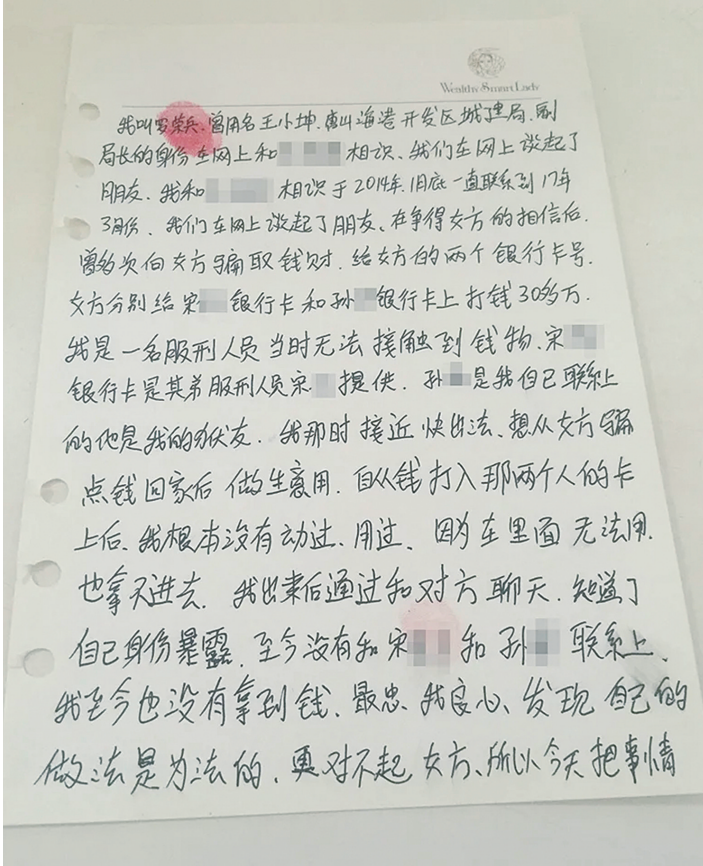 Wealthy Smart Lady
我叫罗荣兵、曾用名王小坤.唐山海港开发区城建局.副
局长的身份在网上和 相识、我们在网上谈起了
朋友. 我和 相识于2014年.1月底一直联系到17年
3月份、我们在网上谈起了朋友、在争得女方的相信后.
曾多次向女方骗取钱财. 给女方的两个银行卡号.
女方分别给宋 银行卡和孙 银行卡上打钱30多万.
我是一名服刑人员当时无法接触到钱物、宋
银行卡是其弟服刑人员宋 提供. 孙 是我自己联系上
的他是我的狱友. 我那时接近快出法、想从女方骗
点钱回家后做生意用. 自从钱打入那两个人的卡
上后、我根本没有动过、用过、因为在里面无法用.
也拿不进去. 我出来后通过和对方聊天. 知道了
自己身份暴露. 至今没有和宋 和孙 联系上、
我至今也没有拿到钱、最忠、我良心、发现自己的
做法是为法的、更对不起女方、所以今天把事情